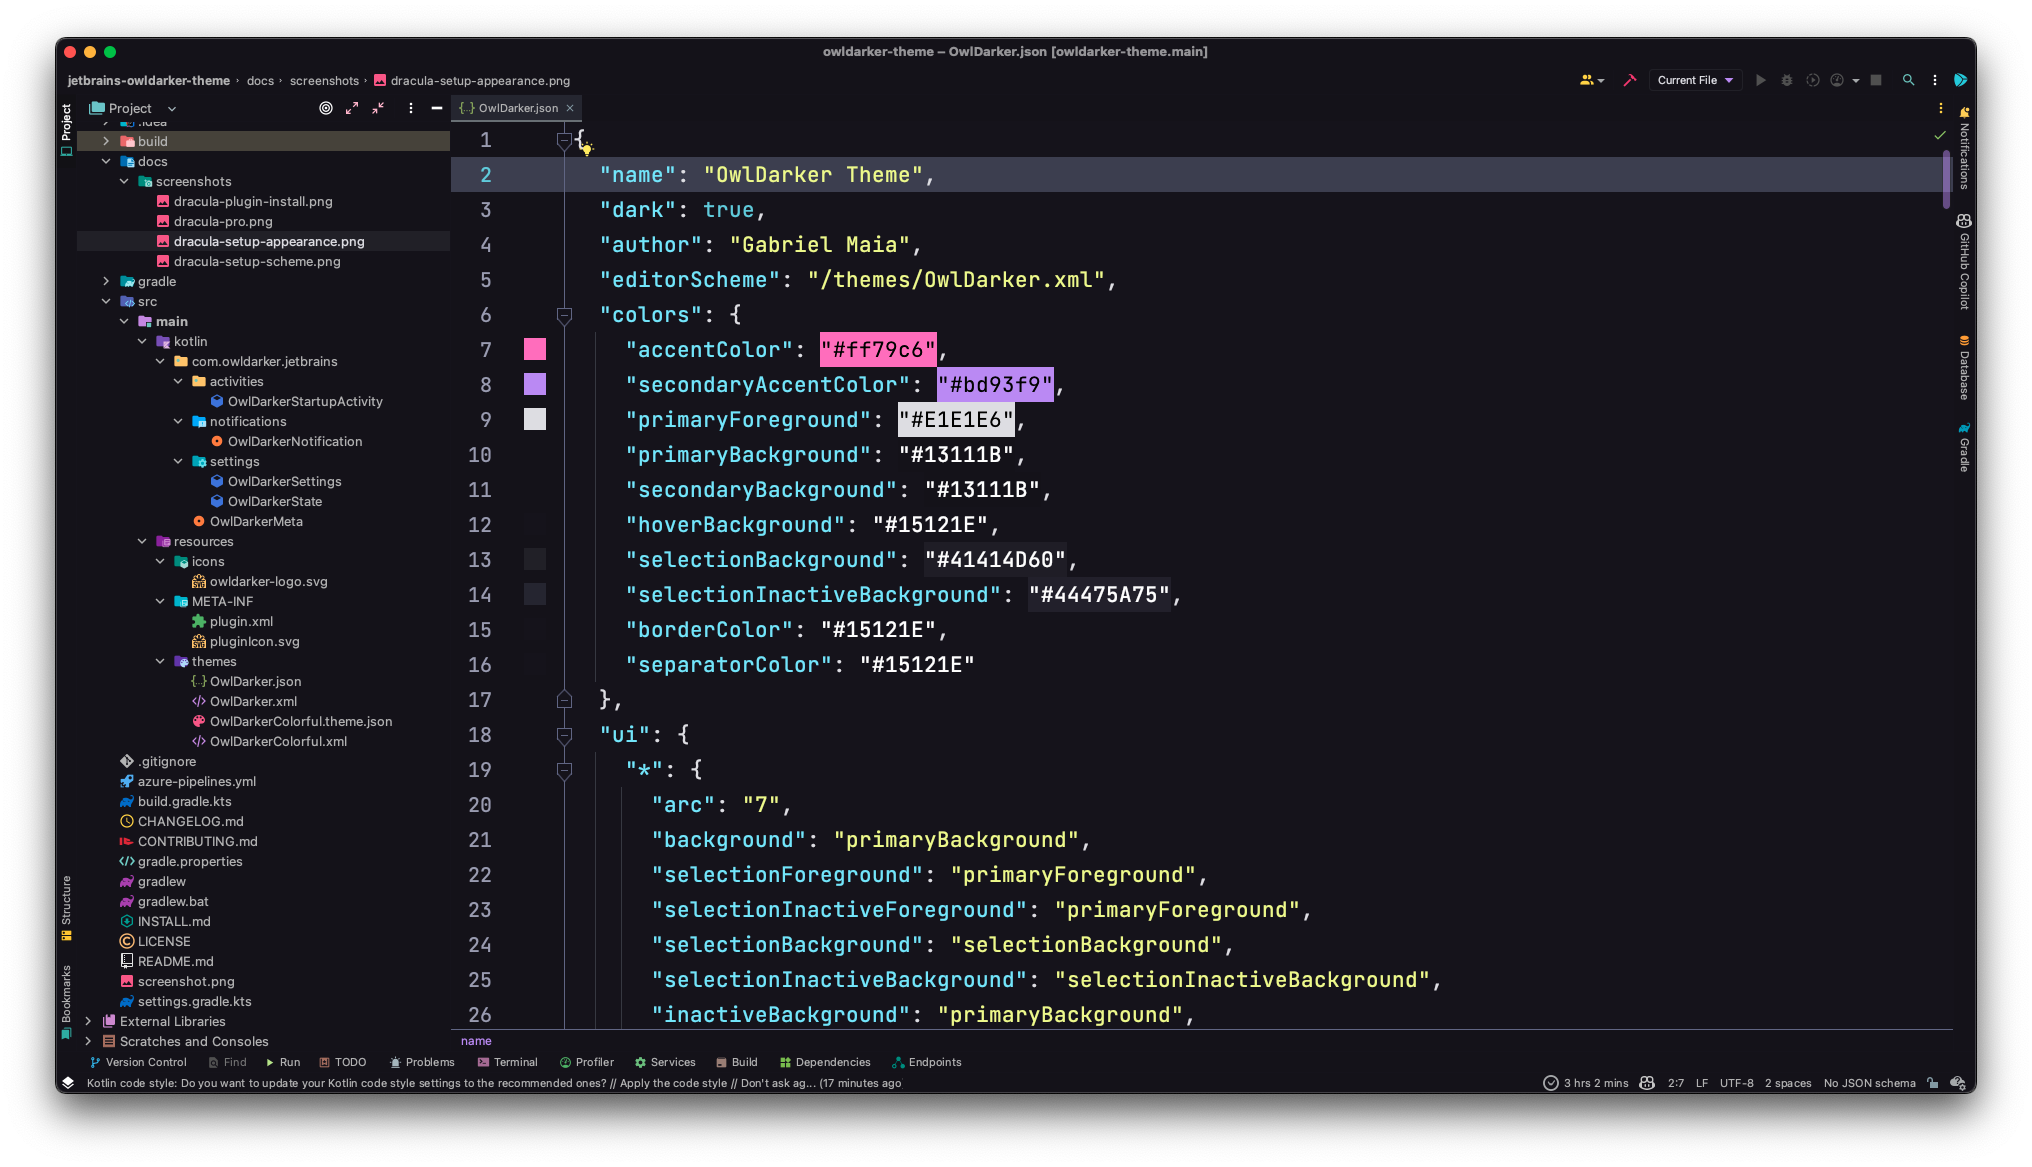 owldarker-theme – OwlDarker.json [owldarker-theme.main]
jetbrains-owldarker-theme › docs › screenshots › dracula-setup-appearance.png
Current File
Project
Project
OwlDarker.json
.idea
build
docs
screenshots
dracula-plugin-install.png
dracula-pro.png
dracula-setup-appearance.png
dracula-setup-scheme.png
gradle
src
main
kotlin
com.owldarker.jetbrains
activities
OwlDarkerStartupActivity
notifications
OwlDarkerNotification
settings
OwlDarkerSettings
OwlDarkerState
OwlDarkerMeta
resources
icons
owldarker-logo.svg
META-INF
plugin.xml
pluginIcon.svg
themes
OwlDarker.json
OwlDarker.xml
OwlDarkerColorful.theme.json
OwlDarkerColorful.xml
.gitignore
azure-pipelines.yml
build.gradle.kts
CHANGELOG.md
CONTRIBUTING.md
gradle.properties
gradlew
gradlew.bat
INSTALL.md
LICENSE
README.md
screenshot.png
settings.gradle.kts
External Libraries
Scratches and Consoles
Structure
Bookmarks
1 {
2 "name": "OwlDarker Theme",
3 "dark": true,
4 "author": "Gabriel Maia",
5 "editorScheme": "/themes/OwlDarker.xml",
6 "colors": {
7 "accentColor": "#ff79c6",
8 "secondaryAccentColor": "#bd93f9",
9 "primaryForeground": "#E1E1E6",
10 "primaryBackground": "#13111B",
11 "secondaryBackground": "#13111B",
12 "hoverBackground": "#15121E",
13 "selectionBackground": "#41414D60",
14 "selectionInactiveBackground": "#44475A75",
15 "borderColor": "#15121E",
16 "separatorColor": "#15121E"
17 },
18 "ui": {
19 "*": {
20 "arc": "7",
21 "background": "primaryBackground",
22 "selectionForeground": "primaryForeground",
23 "selectionInactiveForeground": "primaryForeground",
24 "selectionBackground": "selectionBackground",
25 "selectionInactiveBackground": "selectionInactiveBackground",
26 "inactiveBackground": "primaryBackground",
name
Notifications
GitHub Copilot
Database
Gradle
Version Control Find Run TODO Problems Terminal Profiler Services Build Dependencies Endpoints
Kotlin code style: Do you want to update your Kotlin code style settings to the recommended ones? // Apply the code style // Don't ask ag... (17 minutes ago
3 hrs 2 mins 2:7 LF UTF-8 2 spaces No JSON schema